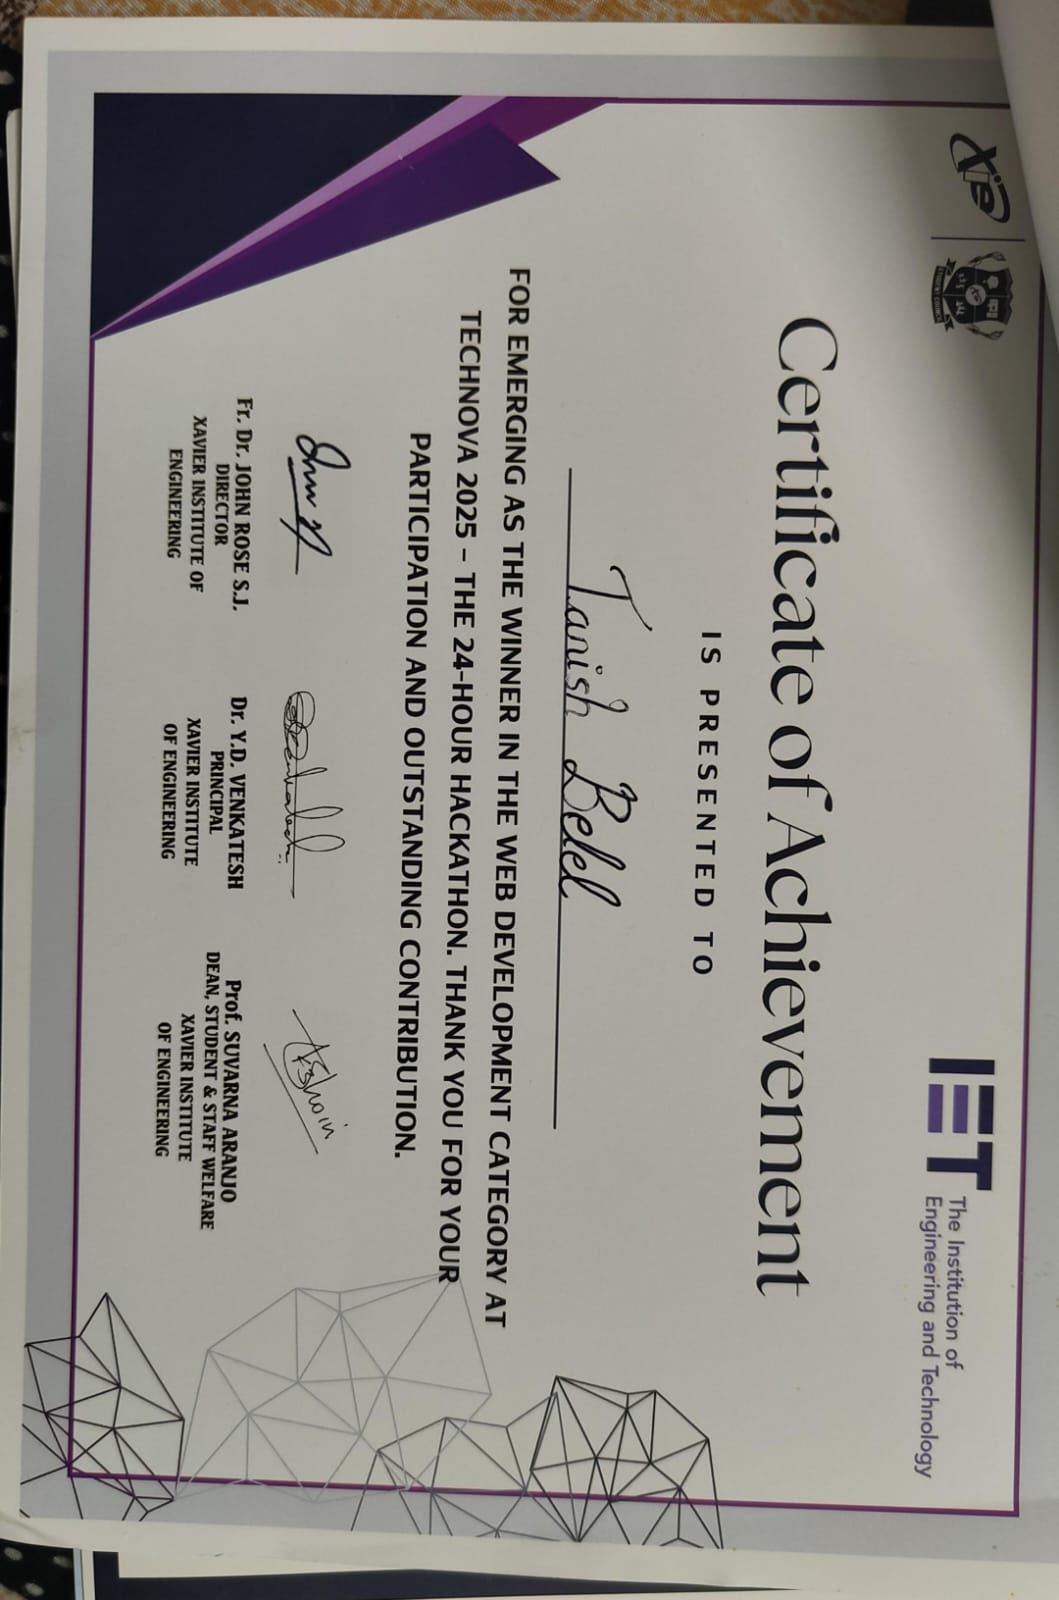 XIE
IET The Institution of
Engineering and Technology
Certificate of Achievement
IS PRESENTED TO
Tanish Belel
FOR EMERGING AS THE WINNER IN THE WEB DEVELOPMENT CATEGORY AT
TECHNOVA 2025 – THE 24-HOUR HACKATHON. THANK YOU FOR YOUR
PARTICIPATION AND OUTSTANDING CONTRIBUTION.
Fr. Dr. JOHN ROSE S.J.
DIRECTOR
XAVIER INSTITUTE OF
ENGINEERING
Dr. Y.D. VENKATESH
PRINCIPAL
XAVIER INSTITUTE
OF ENGINEERING
Prof. SUVARNA ARANJO
DEAN, STUDENT & STAFF WELFARE
XAVIER INSTITUTE
OF ENGINEERING